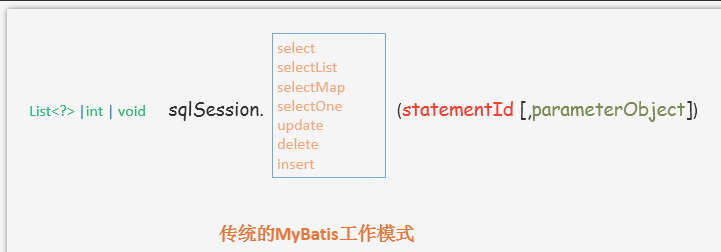 List<?> |int | void sqlSession.
select
selectList
selectMap
selectOne
update
delete
insert
(statementId [,parameterObject])
传统的MyBatis工作模式